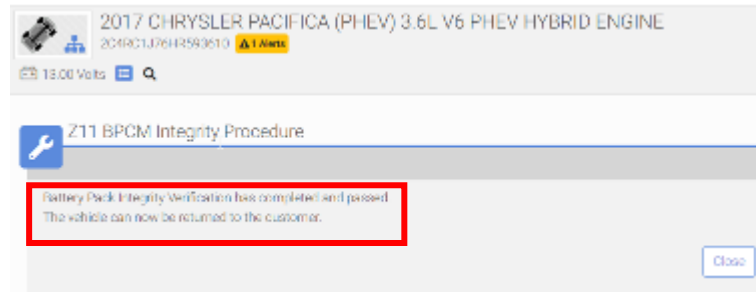 2017 CHRYSLER PACIFICA (PHEV) 3.6L V6 PHEV HYBRID ENGINE
2C4RC1J76HR593610 1 Alerts
13.00 Volts
Z11 BPCM Integrity Procedure
Battery Pack Integrity Verification has completed and passed
The vehicle can now be returned to the customer.
Close